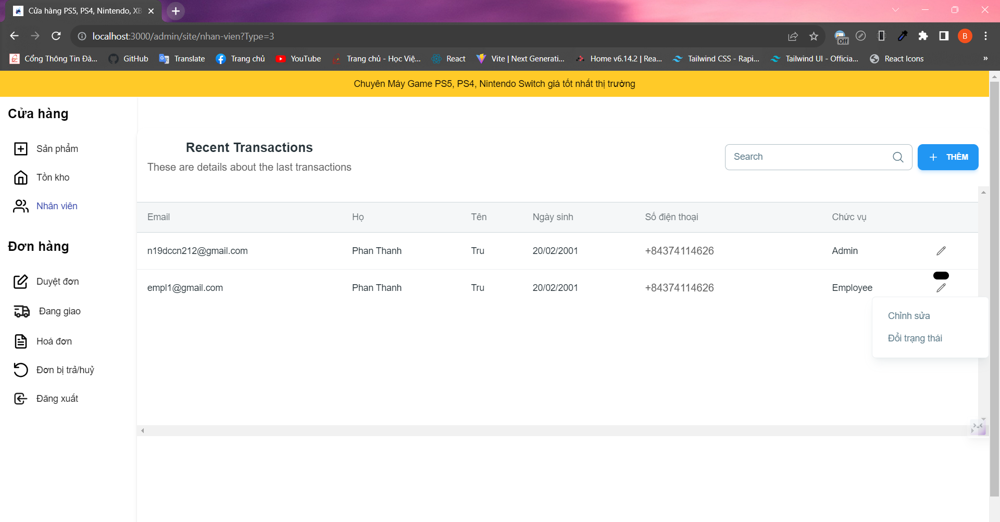 Cửa hàng PS5, PS4, Nintendo, XB
localhost:3000/admin/site/nhan-vien?Type=3
Off
B
Cổng Thông Tin Đà...
GitHub
Translate
Trang chủ
YouTube
Trang chủ - Học Việ...
React
Vite | Next Generati...
Home v6.14.2 | Rea...
Tailwind CSS - Rapi...
Tailwind UI - Officia...
React Icons
»
Chuyên Máy Game PS5, PS4, Nintendo Switch giá tốt nhất thị trường
Cửa hàng
Sản phẩm
Tồn kho
Nhân viên
Đơn hàng
Duyệt đơn
Đang giao
Hoá đơn
Đơn bị trả/huỷ
Đăng xuất
Recent Transactions
These are details about the last transactions
Search
THÊM
Email Họ Tên Ngày sinh Số điện thoại Chức vụ
n19dccn212@gmail.com Phan Thanh Tru 20/02/2001 +84374114626 Admin
empl1@gmail.com Phan Thanh Tru 20/02/2001 +84374114626 Employee
Chỉnh sửa
Đổi trạng thái